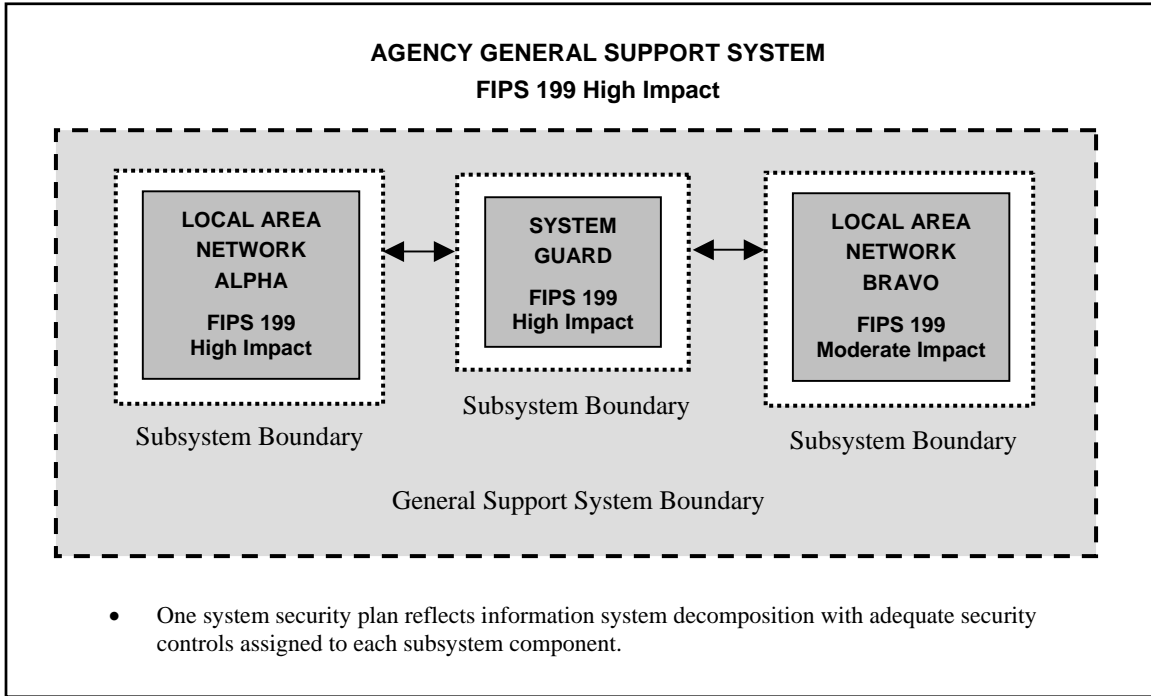 AGENCY GENERAL SUPPORT SYSTEM
FIPS 199 High Impact
LOCAL AREA
NETWORK
ALPHA
FIPS 199
High Impact
SYSTEM
GUARD
FIPS 199
High Impact
LOCAL AREA
NETWORK
BRAVO
FIPS 199
Moderate Impact
Subsystem Boundary
Subsystem Boundary
Subsystem Boundary
General Support System Boundary
• One system security plan reflects information system decomposition with adequate security
controls assigned to each subsystem component.